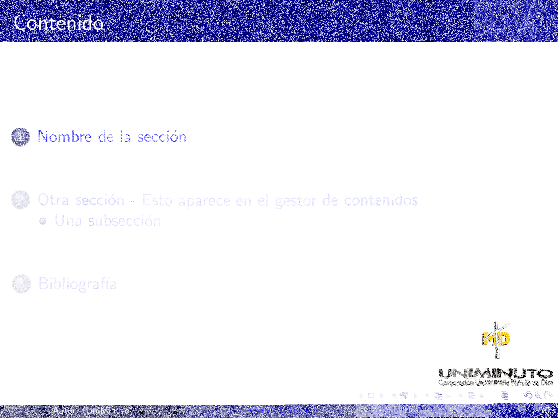 Contenido
1 Nombre de la sección
2 Otra sección - Esto aparece en el gestor de contenidos
Una subsección
3 Bibliografía
MD
UNIMINUTO
Corporación Universitaria Minuto de Dios